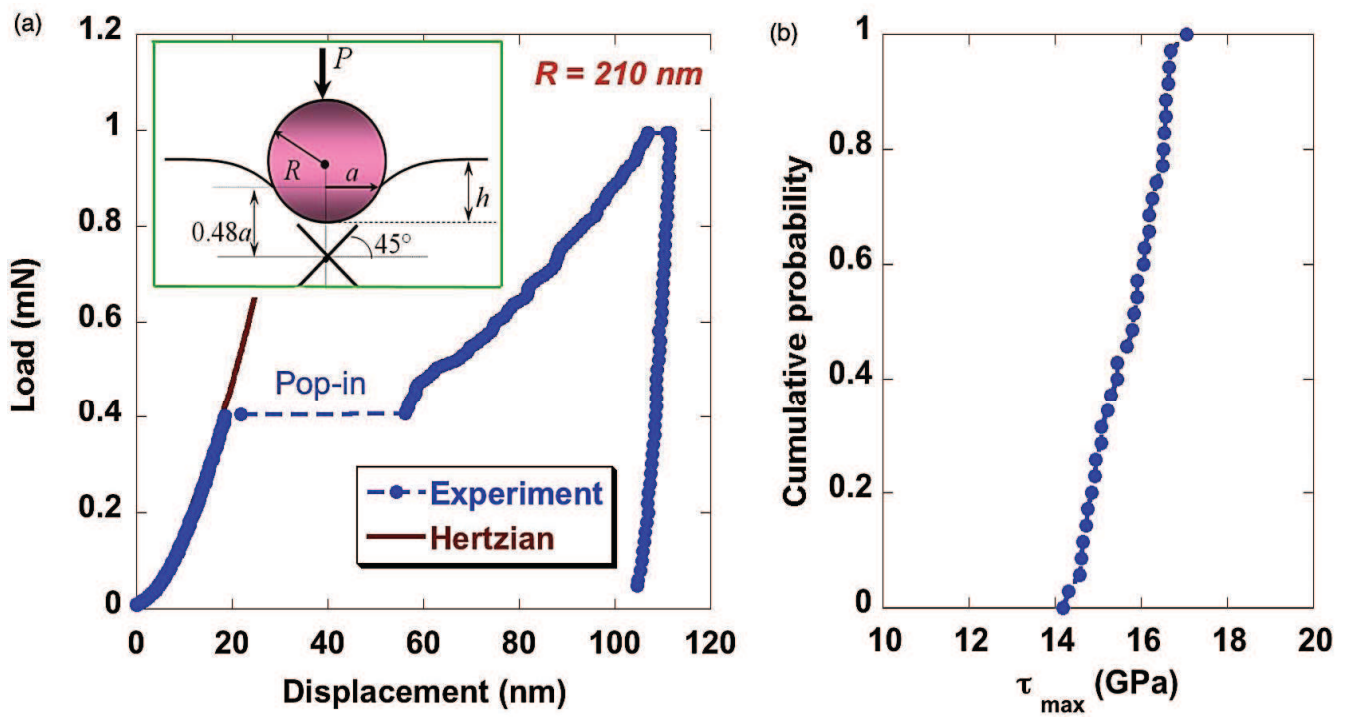 (a)
1.2
1
0.8
0.6
0.4
0.2
0
Load (mN)
P
R = 210 nm
R
a
h
0.48a
45°
Pop-in
Experiment
Hertzian
0 20 40 60 80 100 120
Displacement (nm)
(b)
1
0.8
0.6
0.4
0.2
0
Cumulative probability
10 12 14 16 18 20
τ max (GPa)